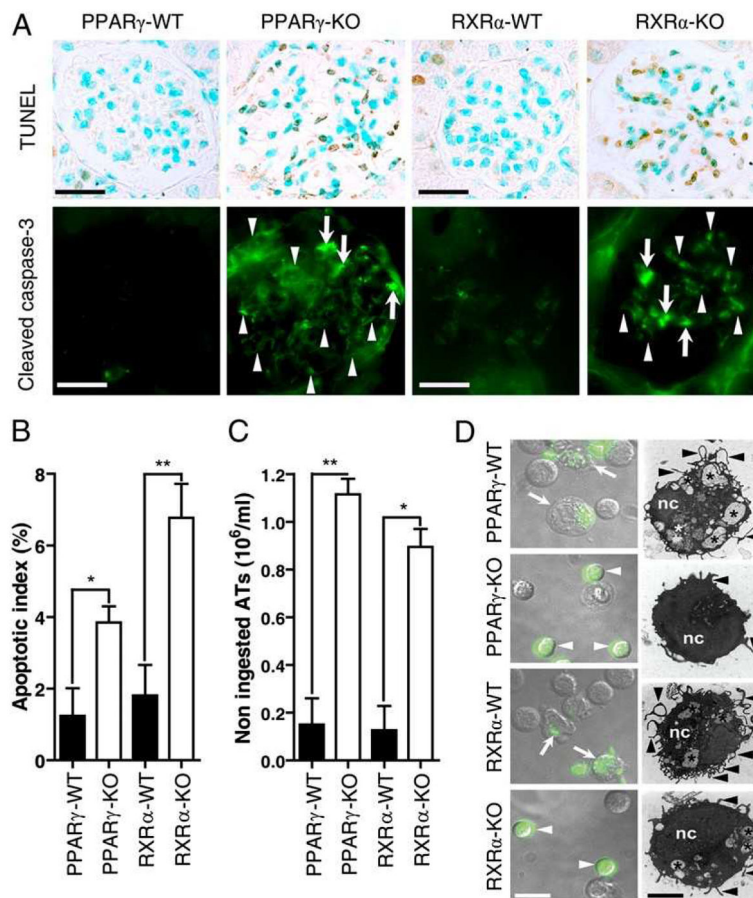 A
PPARγ-WT PPARγ-KO RXRα-WT RXRα-KO
TUNEL
Cleaved caspase-3
B
**
*
Apoptotic index (%)
8
6
4
2
0
PPARγ-WT
PPARγ-KO
RXRα-WT
RXRα-KO
C
**
*
Non ingested ATs (10⁶/ml)
1.2
1.0
0.8
0.6
0.4
0.2
0.0
PPARγ-WT
PPARγ-KO
RXRα-WT
RXRα-KO
D
PPARγ-WT
nc
* * * * *
PPARγ-KO
nc
RXRα-WT
nc
*
RXRα-KO
nc
*